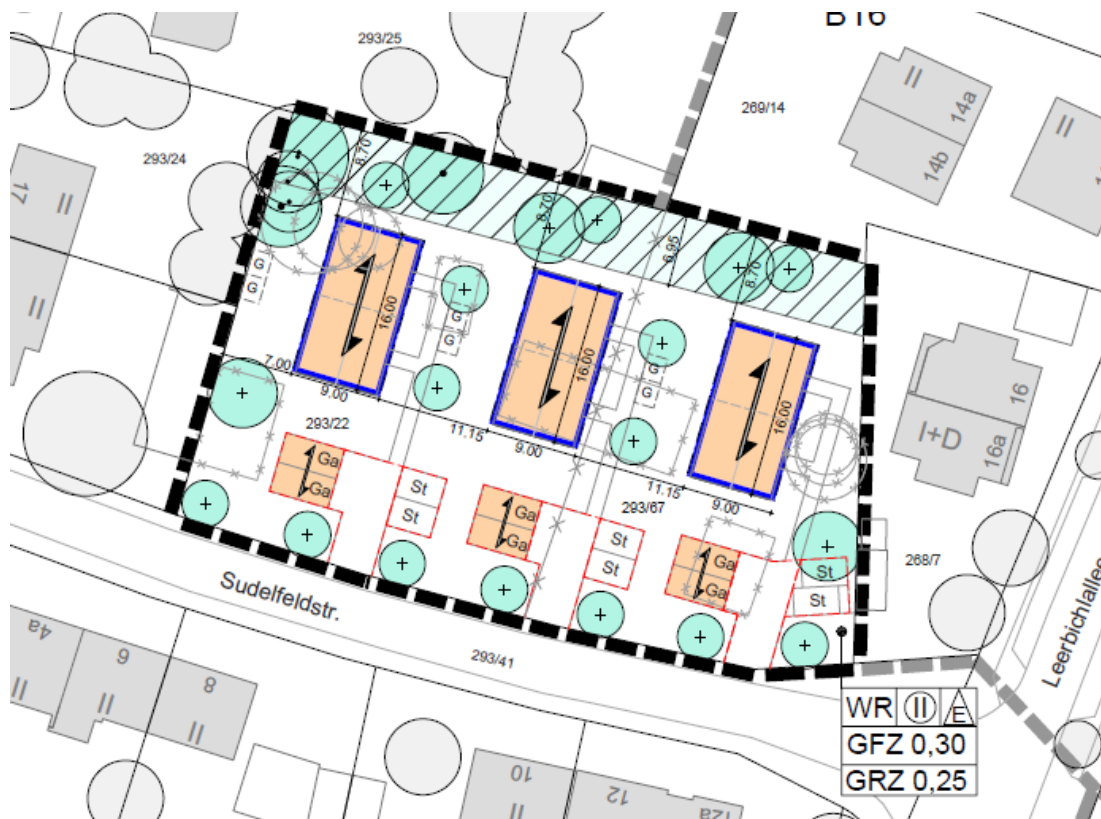 B16
293/25
269/14
14a
II
14b
II
293/24
17
II
II
8.70
8.70
6.95
8.70
G
G
16.00
G
G
16.00
G
G
16.00
7.00
9.00
11.15
9.00
11.15
9.00
293/22
293/67
16
I+D
16a
Ga
Ga
St
St
Ga
Ga
St
St
Ga
Ga
St
St
268/7
Sudelfeldstr.
293/41
Leerbichlallee
4a
II
6
II
8
II
10
II
12
12a
WR II E
GFZ 0,30
GRZ 0,25